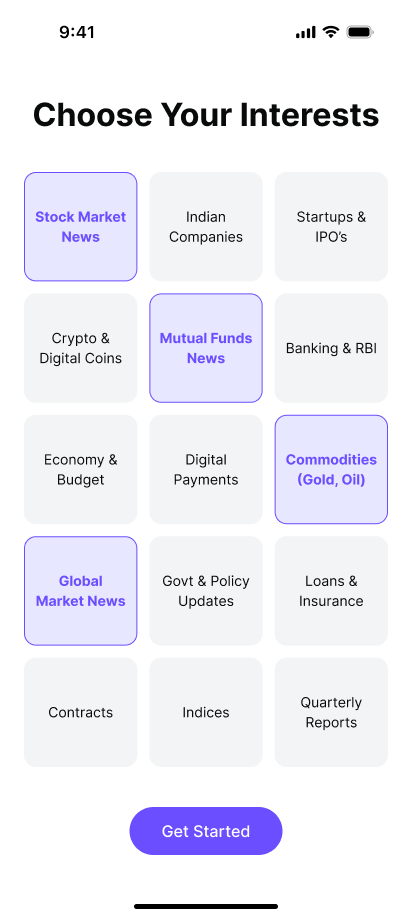 9:41
Choose Your Interests
Stock Market
News
Indian
Companies
Startups &
IPO’s
Crypto &
Digital Coins
Mutual Funds
News
Banking & RBI
Economy &
Budget
Digital
Payments
Commodities
(Gold, Oil)
Global
Market News
Govt & Policy
Updates
Loans &
Insurance
Contracts
Indices
Quarterly
Reports
Get Started